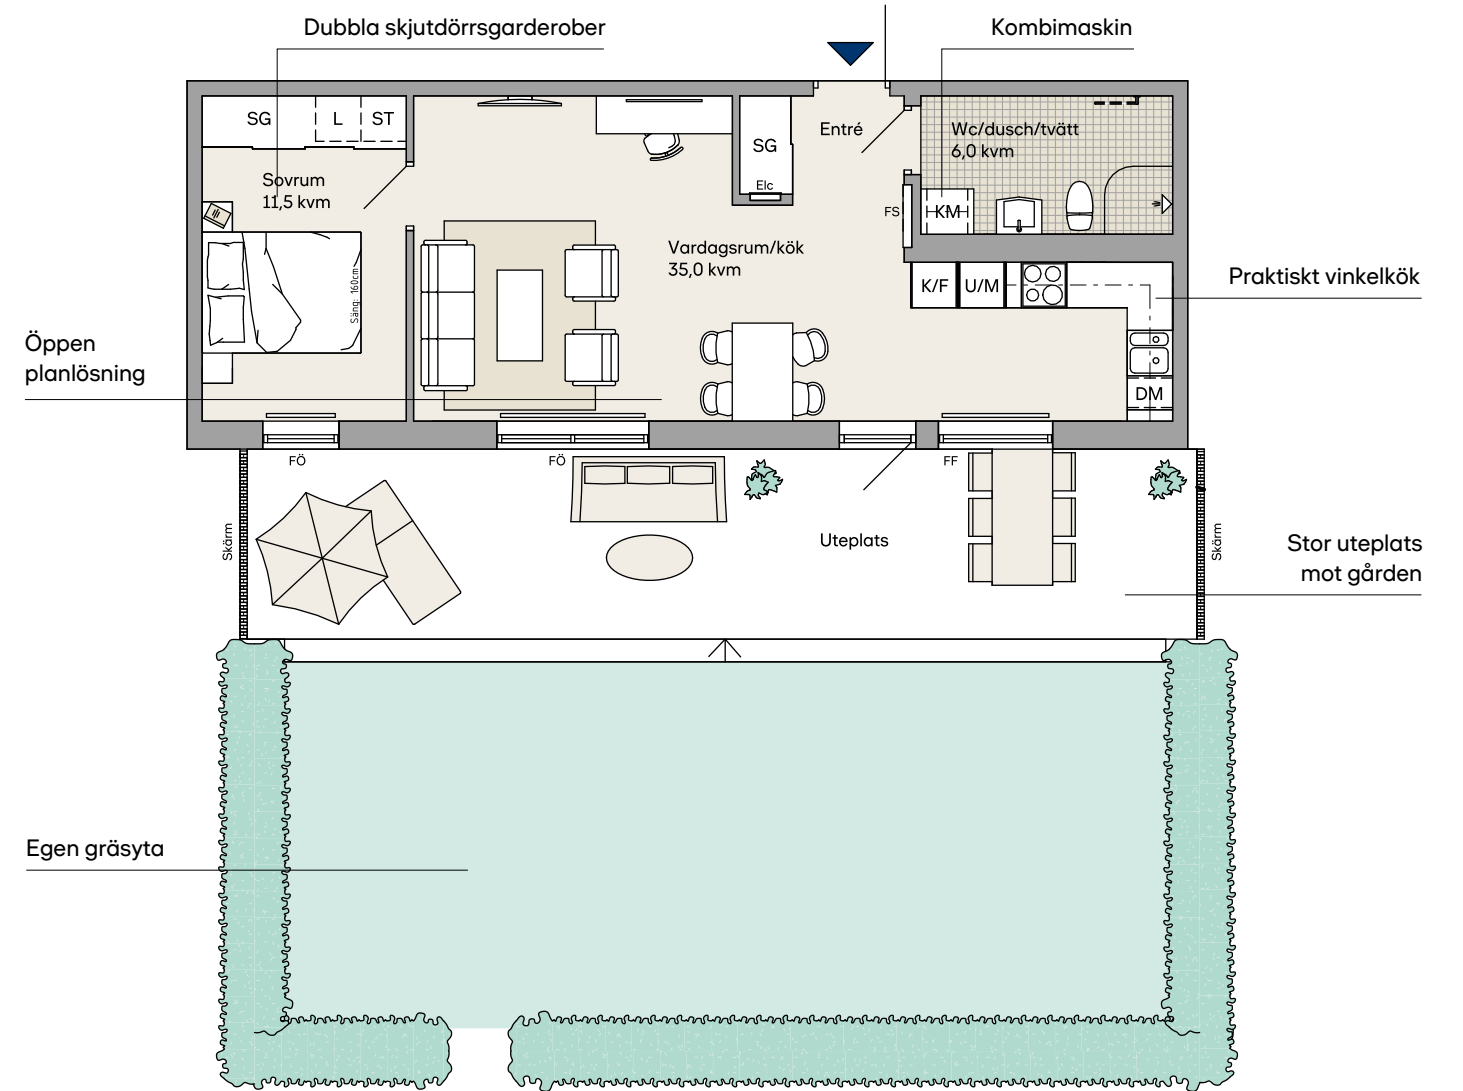 Dubbla skjutdörrsgarderober
Kombimaskin
SG
L
ST
Sovrum
11,5 kvm
Säng: 160cm
SG
Elc
Entré
Wc/dusch/tvätt
6,0 kvm
FS
KM
Vardagsrum/kök
35,0 kvm
K/F
U/M
DM
Praktiskt vinkelkök
Öppen
planlösning
FÖ
FÖ
FF
Skärm
Uteplats
Skärm
Stor uteplats
mot gården
Egen gräsyta